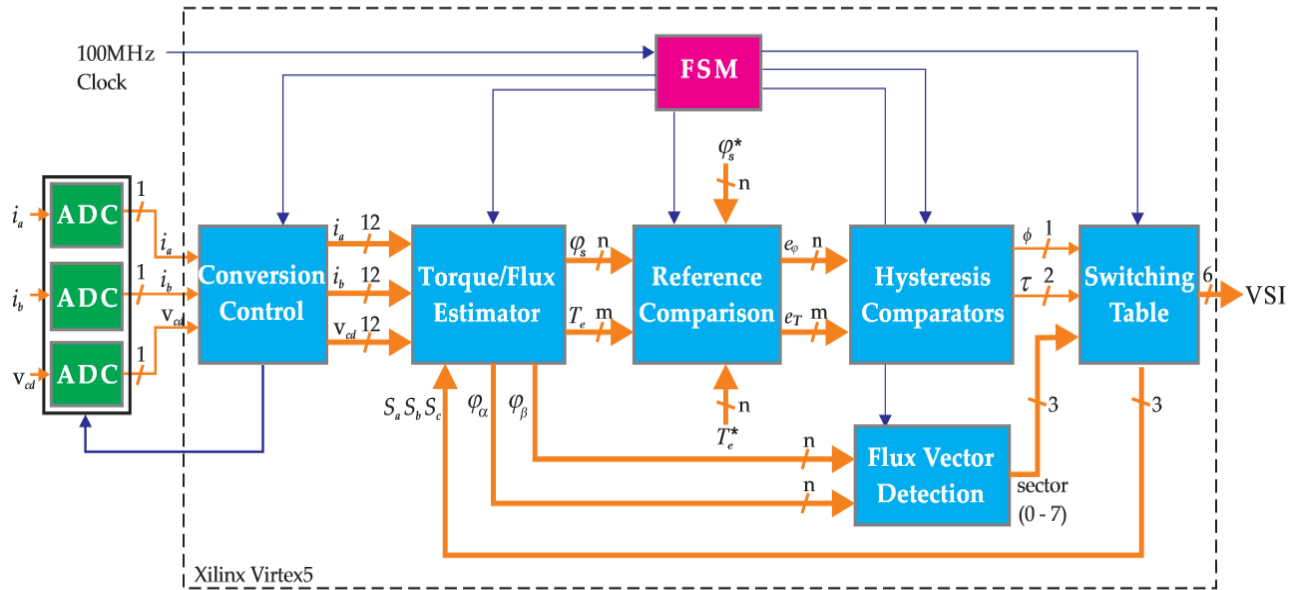 100MHz
Clock
FSM
φs*
n
ia
ADC
1
ia
ib
ADC
1
ib
vcd
vcd
ADC
1
Conversion
Control
ia
12
ib
12
vcd
12
Torque/Flux
Estimator
φs
n
Te
m
Reference
Comparison
eφ
n
eT
m
Hysteresis
Comparators
ϕ
1
τ
2
Switching
Table
6
VSI
Sa Sb Sc
φα
φβ
n
Te*
n
n
Flux Vector
Detection
sector
(0 - 7)
3
3
Xilinx Virtex5